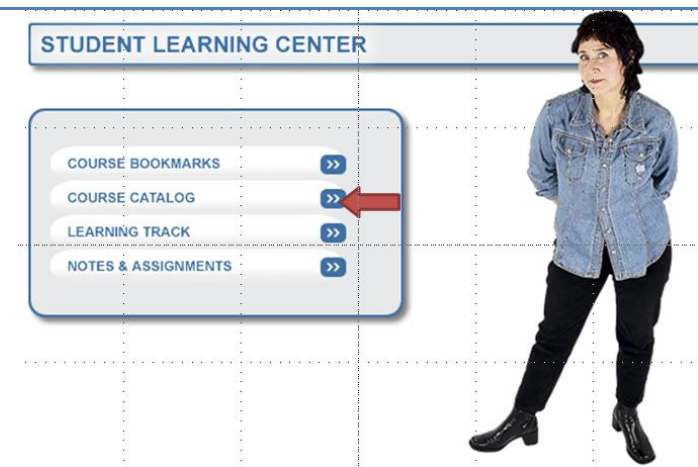 STUDENT LEARNING CENTER
COURSE BOOKMARKS
COURSE CATALOG
LEARNING TRACK
NOTES & ASSIGNMENTS